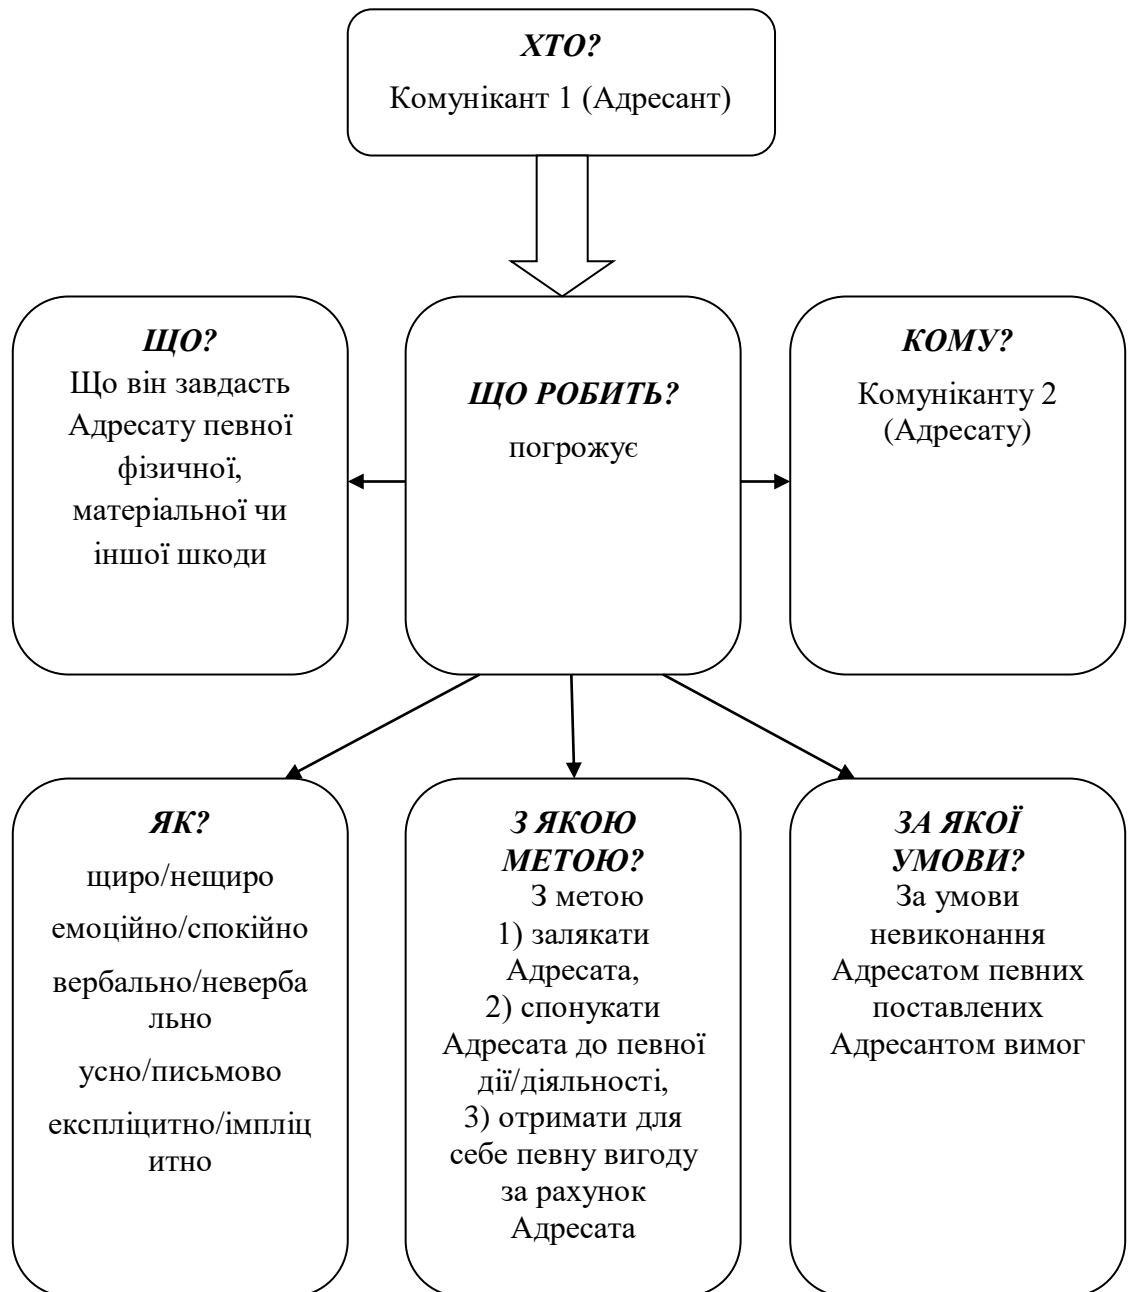 ХТО?
Комунікант 1 (Адресант)
ЩО?
Що він завдасть
Адресату певної
фізичної,
матеріальної чи
іншої шкоди
ЩО РОБИТЬ?
погрожує
КОМУ?
Комуніканту 2
(Адресату)
ЯК?
щиро/нещиро
емоційно/спокійно
вербально/неверба
льно
усно/письмово
експліцитно/імпліц
итно
З ЯКОЮ
МЕТОЮ?
З метою
1) залякати
Адресата,
2) спонукати
Адресата до певної
дії/діяльності,
3) отримати для
себе певну вигоду
за рахунок
Адресата
ЗА ЯКОЇ
УМОВИ?
За умови
невиконання
Адресатом певних
поставлених
Адресантом вимог